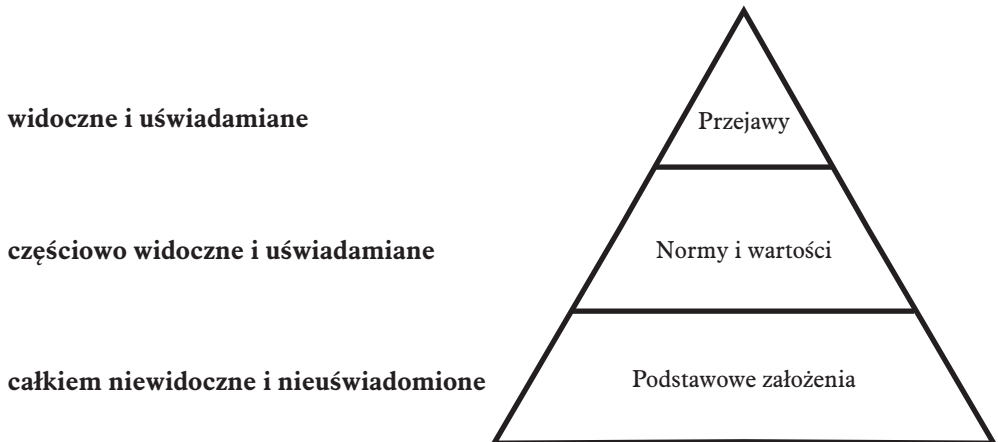 widoczne i uświadamiane
Przejawy
częściowo widoczne i uświadamiane
Normy i wartości
całkiem niewidoczne i nieuświadomione
Podstawowe założenia